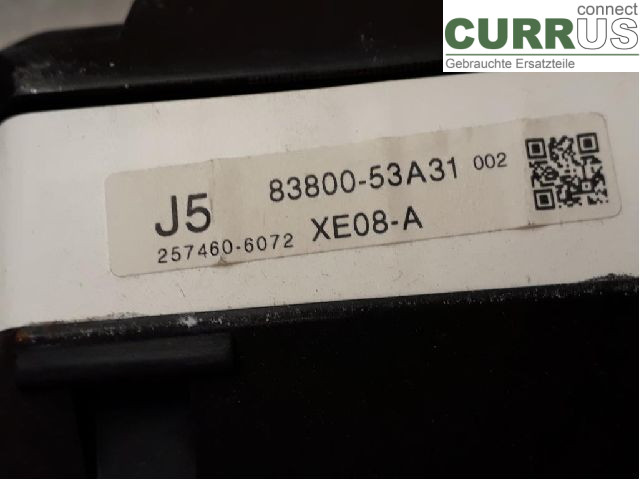 connect
CURRUS
Gebrauchte Ersatzteile
J5 83800-53A31 002
257460-6072 XE08-A